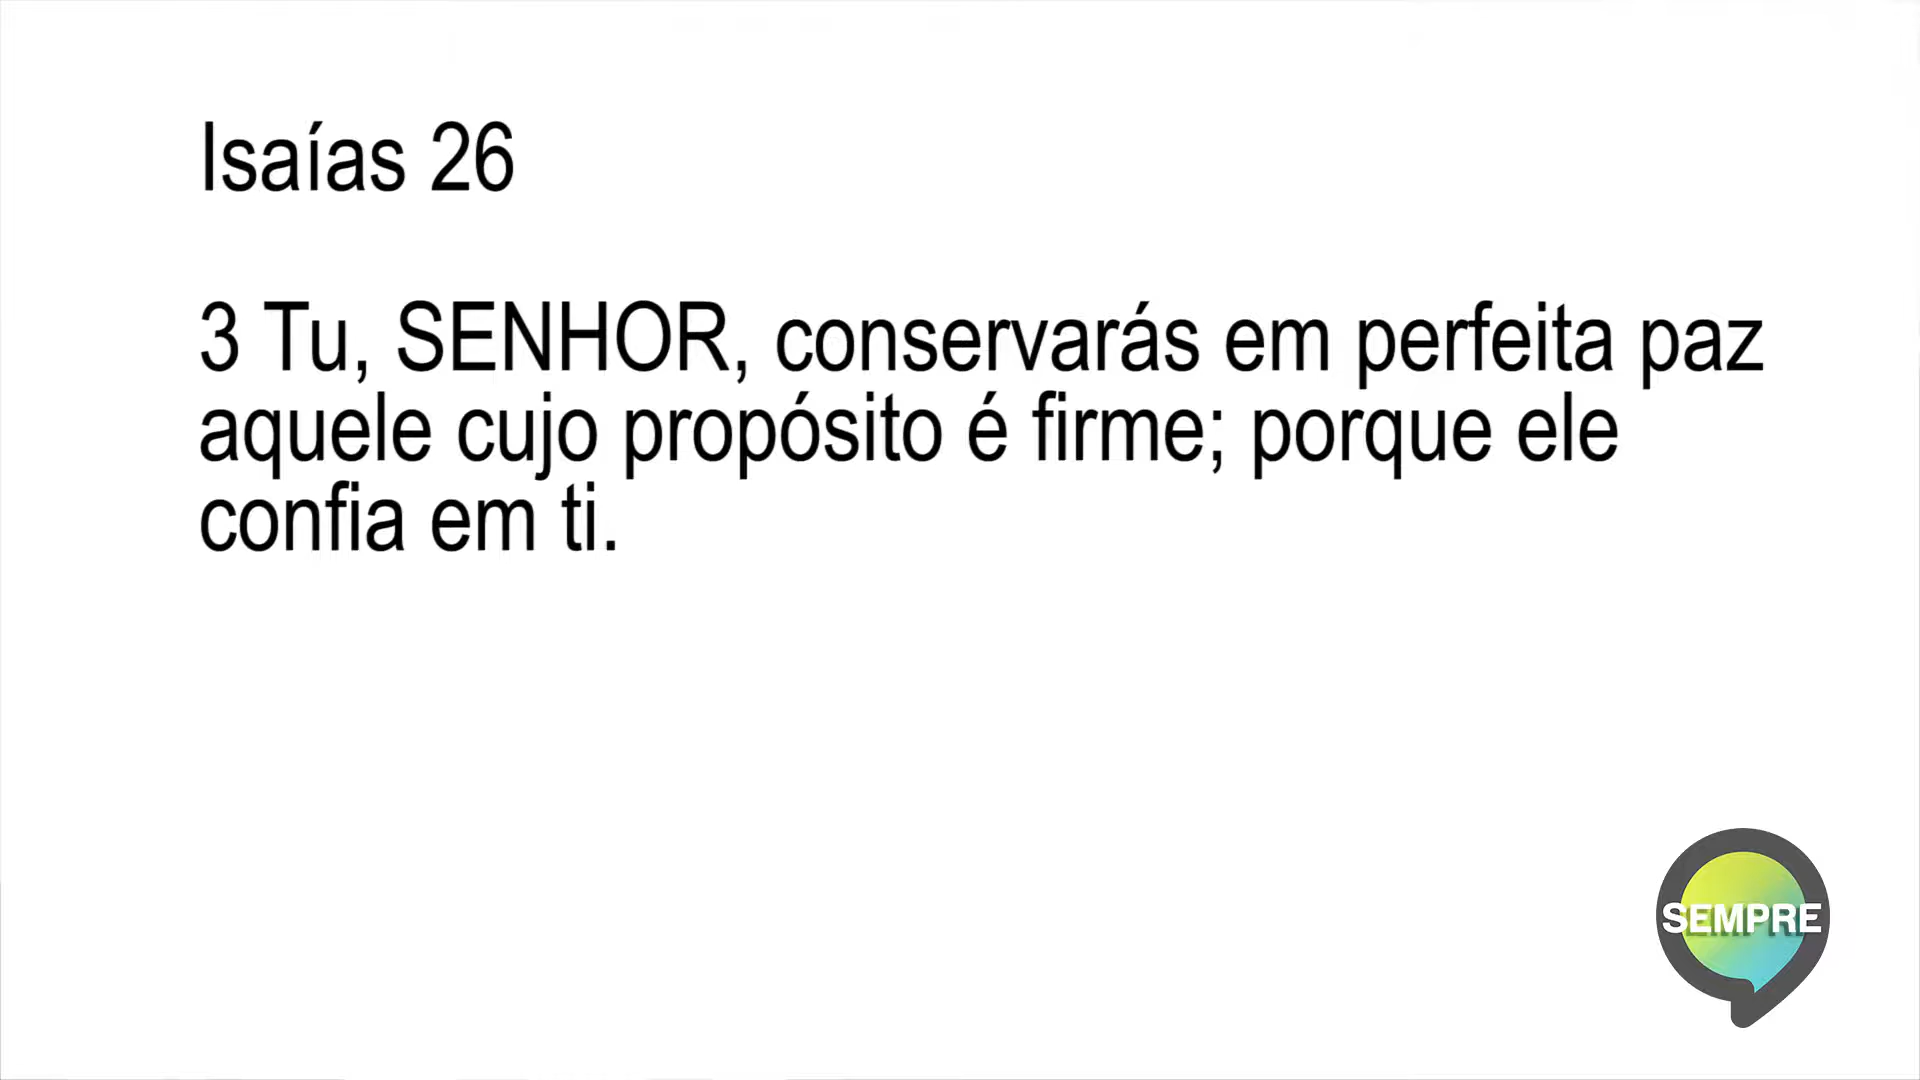 Isaías 26
3 Tu, SENHOR, conservarás em perfeita paz
aquele cujo propósito é firme; porque ele
confia em ti.
SEMPRE